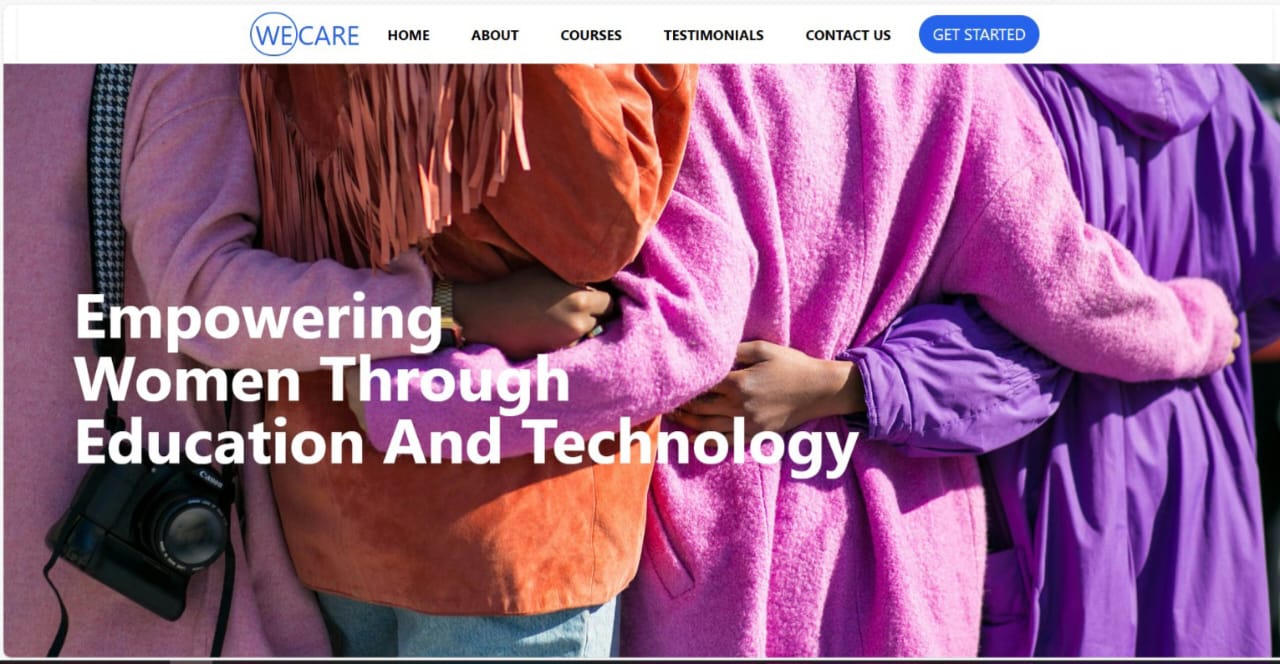 WECARE
HOME
ABOUT
COURSES
TESTIMONIALS
CONTACT US
GET STARTED
Empowering
Women Through
Education And Technology
Canon